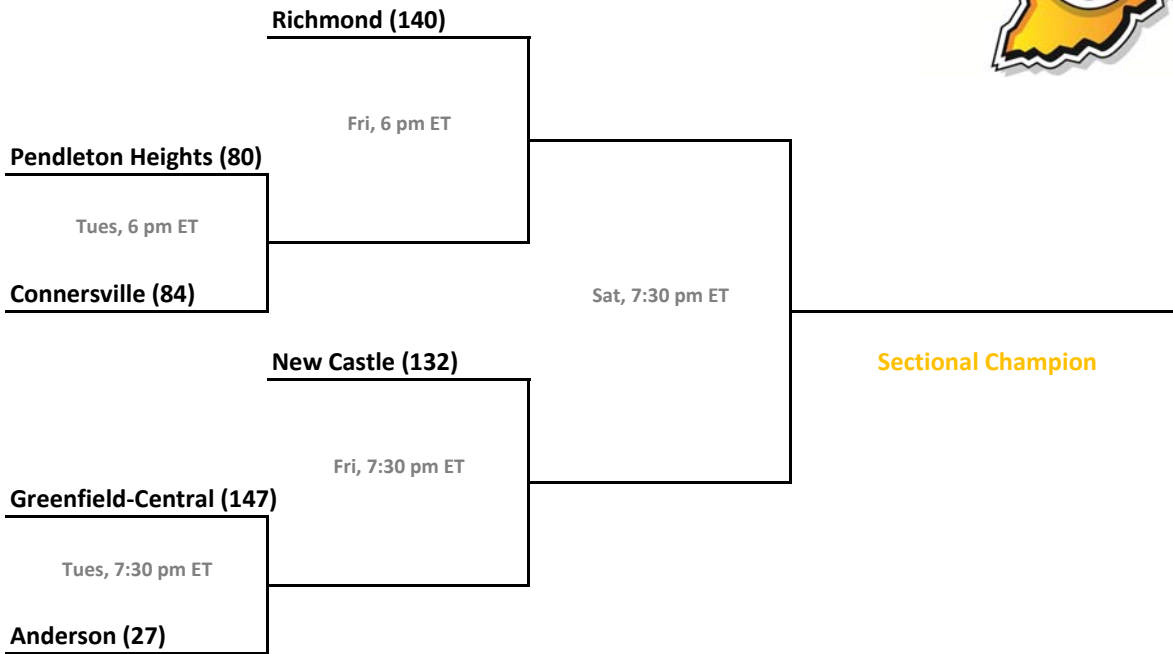 Richmond (140)
Fri, 6 pm ET
Pendleton Heights (80)
Tues, 6 pm ET
Connersville (84)
Sat, 7:30 pm ET
New Castle (132)
Sectional Champion
Fri, 7:30 pm ET
Greenfield-Central (147)
Tues, 7:30 pm ET
Anderson (27)